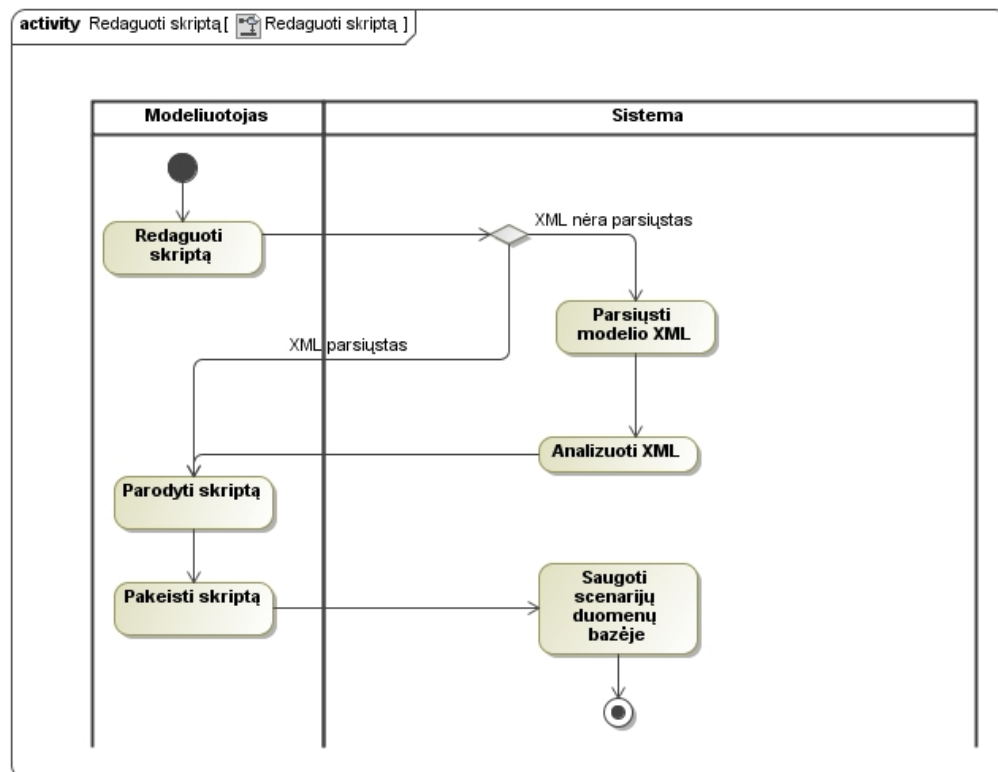 activity Redaguoti skriptą [ Redaguoti skriptą ]
Modeliuotojas
Sistema
Redaguoti
skriptą
XML nėra parsiųstas
Parsiųsti
modelio XML
XML parsiųstas
Analizuoti XML
Parodyti skriptą
Pakeisti skriptą
Saugoti
scenarijų
duomenų
bazėje